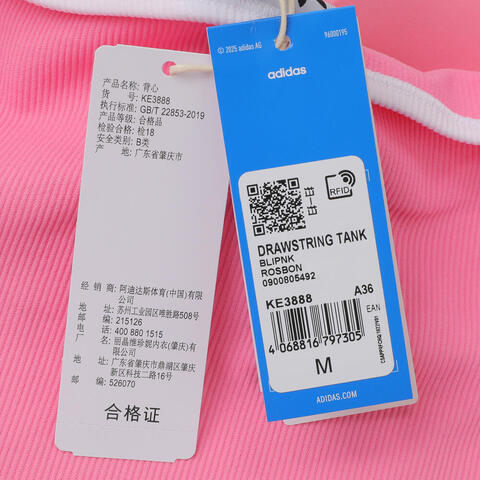 产品名称: 背心
货 号: KE3888
执行标准: GB/T 22853-2019
产品等级: 合格品
检验合格: 检18
安全类别: B类
产 地: 广东省肇庆市
经 销 商: 阿迪达斯体育(中国)有限
公司
地 址: 苏州工业园区唯胜路508号
邮 编: 215126
电 话: 400 880 1515
厂 名: 丽晶维珍妮内衣(肇庆)有
限公司
地 址: 广东省肇庆市鼎湖区肇庆
新区科技二路16号
邮 编: 526070
合格证
© 2025 adidas AG
96000195
adidas
RFID
DRAWSTRING TANK
BLIPNK
ROSBON
0900805492
KE3888 A36
EAN
4 068816 797305
M
ADIDAS.COM